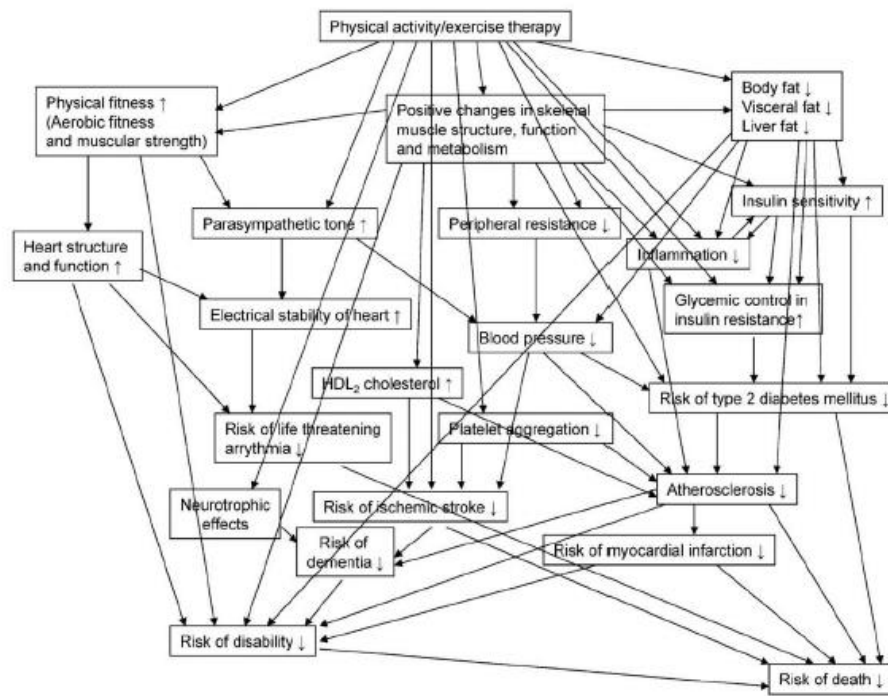 Physical activity/exercise therapy
Physical fitness ↑
(Aerobic fitness
and muscular strength)
Positive changes in skeletal
muscle structure, function
and metabolism
Body fat ↓
Visceral fat ↓
Liver fat ↓
Insulin sensitivity ↑
Parasympathetic tone ↑
Peripheral resistance ↓
Heart structure
and function ↑
Inflammation ↓
Glycemic control in
insulin resistance↑
Electrical stability of heart ↑
Blood pressure ↓
HDL₂ cholesterol ↑
Risk of type 2 diabetes mellitus ↓
Risk of life threatening
arrythmia ↓
Platelet aggregation ↓
Atherosclerosis ↓
Neurotrophic
effects
Risk of ischemic stroke ↓
Risk of
dementia ↓
Risk of myocardial infarction ↓
Risk of disability ↓
Risk of death ↓